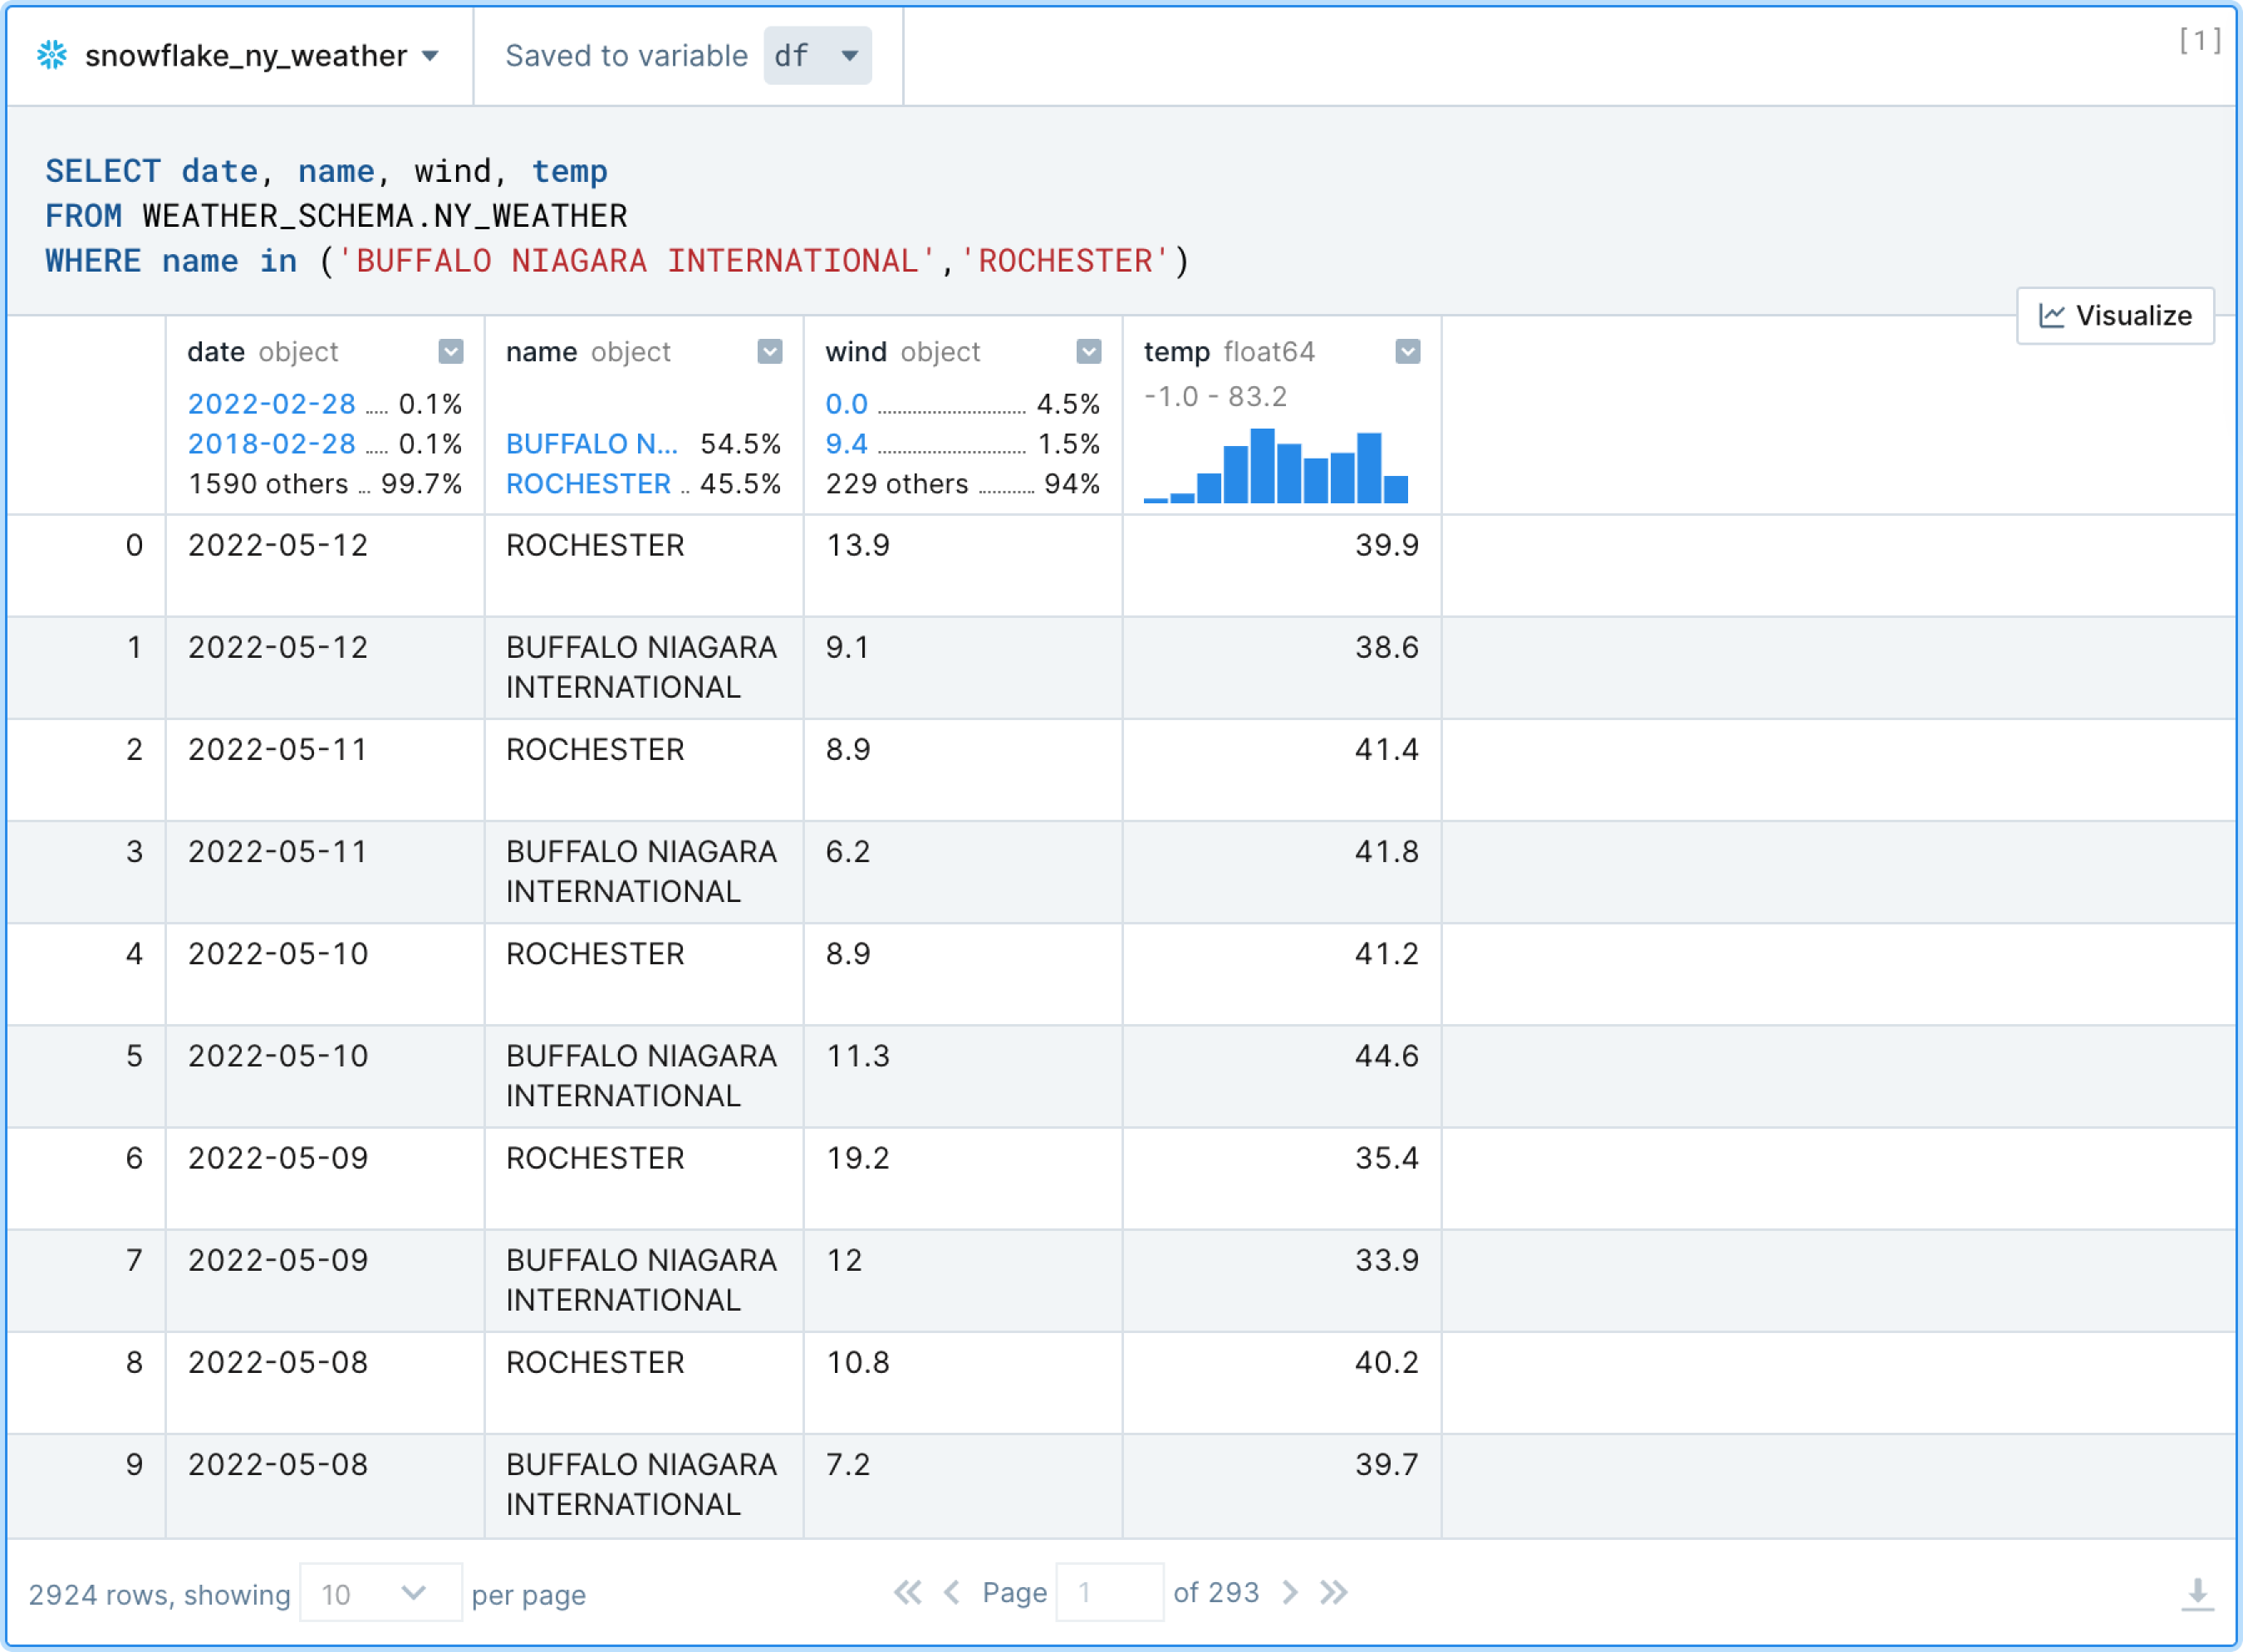 snowflake_ny_weather Saved to variable df [1]
SELECT date, name, wind, temp
FROM WEATHER_SCHEMA.NY_WEATHER
WHERE name in ('BUFFALO NIAGARA INTERNATIONAL','ROCHESTER')
Visualize
date object name object wind object temp float64
2022-02-28 ..... 0.1% 0.0 ..... 4.5% -1.0 - 83.2
2018-02-28 ..... 0.1% BUFFALO N... 54.5% 9.4 ..... 1.5%
1590 others ... 99.7% ROCHESTER .. 45.5% 229 others ..... 94%
0 2022-05-12 ROCHESTER 13.9 39.9
1 2022-05-12 BUFFALO NIAGARA 9.1 38.6
INTERNATIONAL
2 2022-05-11 ROCHESTER 8.9 41.4
3 2022-05-11 BUFFALO NIAGARA 6.2 41.8
INTERNATIONAL
4 2022-05-10 ROCHESTER 8.9 41.2
5 2022-05-10 BUFFALO NIAGARA 11.3 44.6
INTERNATIONAL
6 2022-05-09 ROCHESTER 19.2 35.4
7 2022-05-09 BUFFALO NIAGARA 12 33.9
INTERNATIONAL
8 2022-05-08 ROCHESTER 10.8 40.2
9 2022-05-08 BUFFALO NIAGARA 7.2 39.7
INTERNATIONAL
2924 rows, showing 10 per page Page 1 of 293